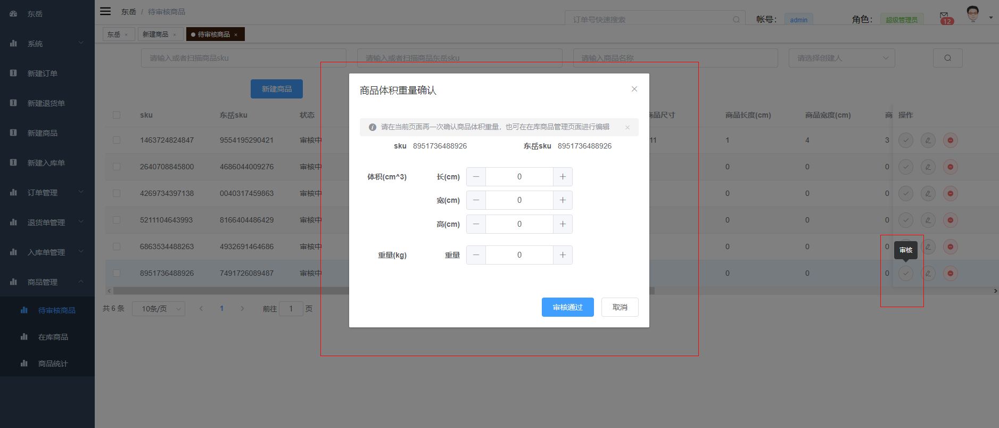 东岳
系统
新建订单
新建退货单
新建商品
新建入库单
订单管理
退货单管理
入库单管理
商品管理
待审核商品
在库商品
商品统计
东岳 / 待审核商品
订单号快速搜索
帐号： admin
角色： 超级管理员
12
东岳 × 新建商品 × 待审核商品 ×
请输入或者扫描商品sku 请输入或者扫描商品东岳sku 请输入商品名称 请选择创建人
新建商品
sku 东岳sku 状态 商品尺寸 商品长度(cm) 商品宽度(cm) 商 操作
1463724824847 9554195290421 审核中 11 1 4 3
2640708845800 4686044009276 审核中 0 0 0
4269734397138 0040317459863 审核中 0 0 0
5211104643993 8166404486429 审核中 0 0 0
6863534488263 4932691464686 审核中 0 0 0
8951736488926 7491726089487 审核中 0 0 0
审核
共 6 条 10条/页 < 1 > 前往 1 页
商品体积重量确认
请在当前页面再一次确认商品体积重量，也可在在库商品管理页面进行编辑
sku 8951736488926 东岳sku 8951736488926
体积(cm^3) 长(cm) 0
宽(cm) 0
高(cm) 0
重量(kg) 重量 0
审核通过 取消